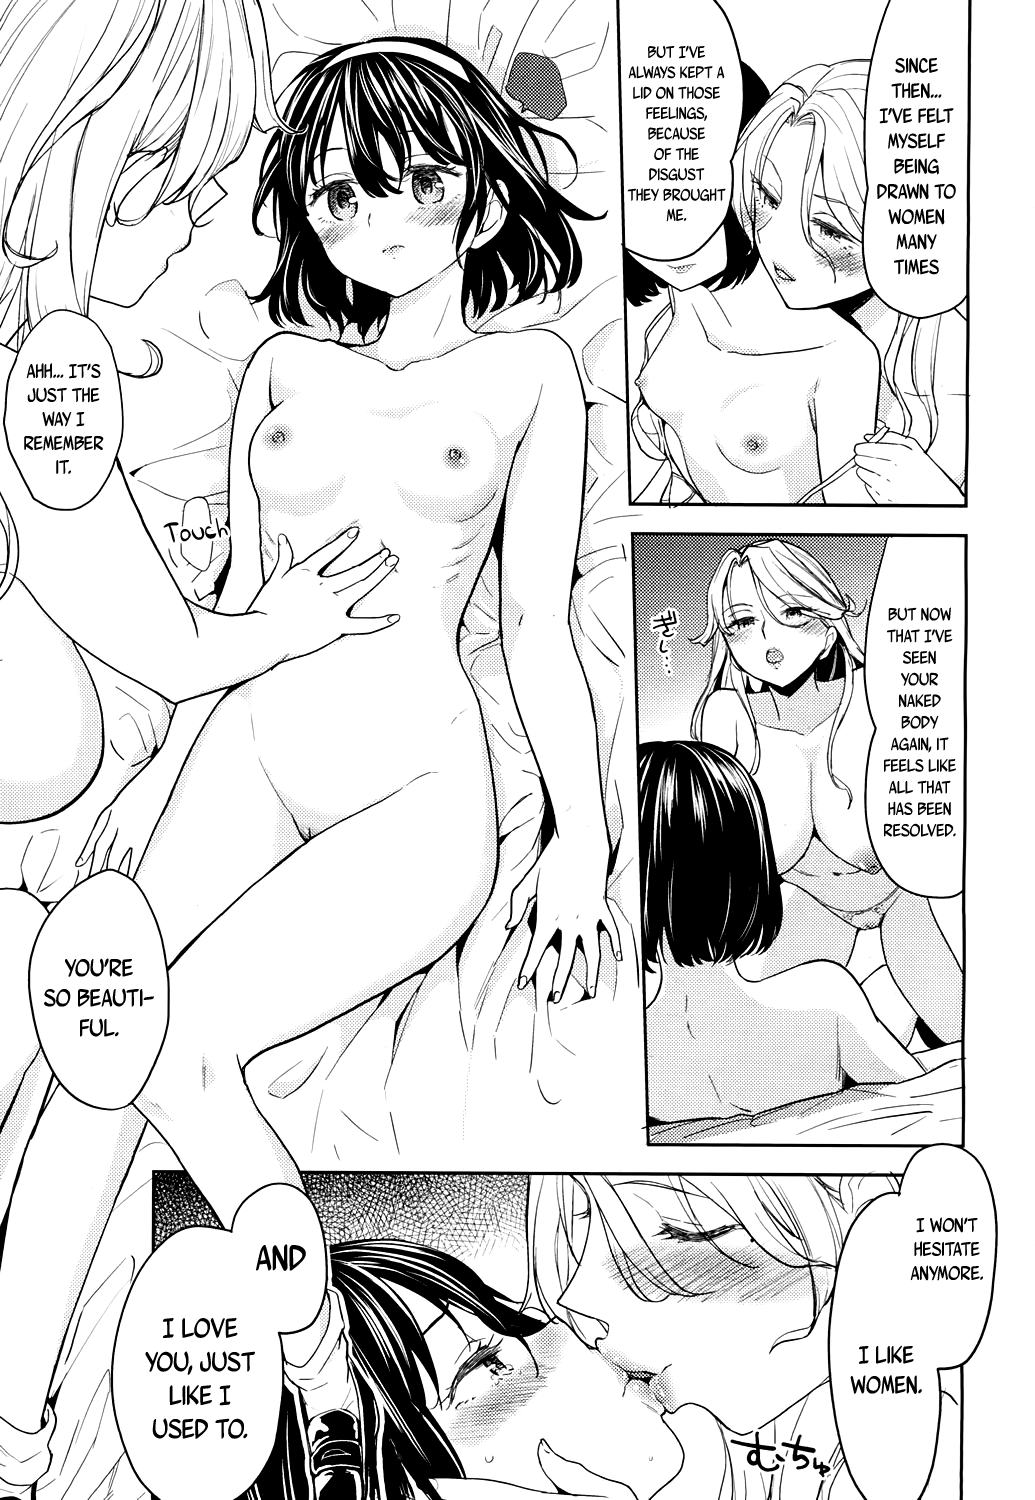 SINCE
THEN...
I'VE FELT
MYSELF
BEING
DRAWN TO
WOMEN
MANY
TIMES
BUT I'VE
ALWAYS KEPT A
LID ON THOSE
FEELINGS,
BECAUSE
OF THE
DISGUST
THEY BROUGHT
ME.
BUT NOW
THAT I'VE
SEEN
YOUR
NAKED
BODY
AGAIN, IT
FEELS LIKE
ALL THAT
HAS BEEN
RESOLVED.
ぎし…
AHH... IT'S
JUST THE
WAY I
REMEMBER
IT.
Touch
YOU'RE
SO BEAUTI-
FUL.
I WON'T
HESITATE
ANYMORE.
I LIKE
WOMEN.
むちゅ
AND
I LOVE
YOU, JUST
LIKE I
USED TO.